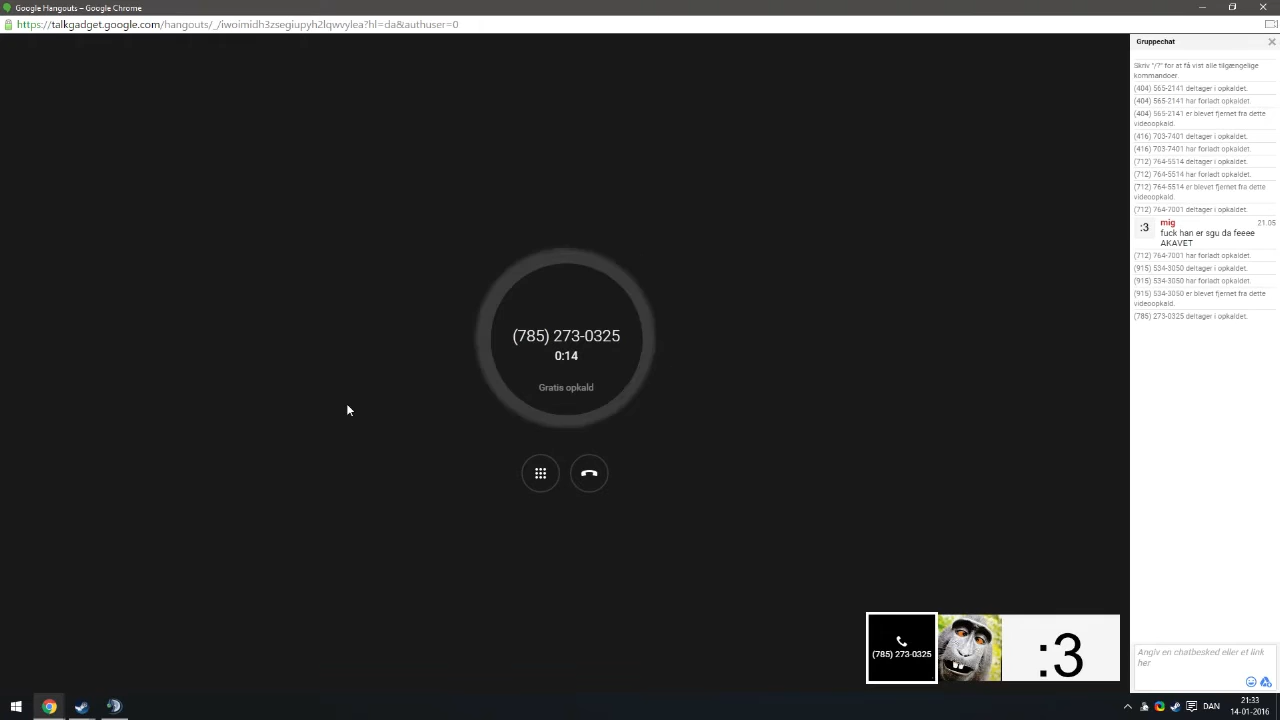 Google Hangouts – Google Chrome
https://talkgadget.google.com/hangouts/_/iwoimidh3zsegiupyh2lqwvylea?hl=da&authuser=0
Gruppechat
Skriv "/?" for at få vist alle tilgængelige
kommandoer.
(404) 565-2141 deltager i opkaldet.
(404) 565-2141 har forladt opkaldet.
(404) 565-2141 er blevet fjernet fra dette
videoopkald.
(416) 703-7401 deltager i opkaldet.
(416) 703-7401 har forladt opkaldet.
(712) 764-5514 deltager i opkaldet.
(712) 764-5514 har forladt opkaldet.
(712) 764-5514 er blevet fjernet fra dette
videoopkald.
(712) 764-7001 deltager i opkaldet.
:3
mig 21.05
fuck han er sgu da feeee
AKAVET
(712) 764-7001 har forladt opkaldet.
(915) 534-3050 deltager i opkaldet.
(915) 534-3050 har forladt opkaldet.
(915) 534-3050 er blevet fjernet fra dette
videoopkald.
(785) 273-0325 deltager i opkaldet.
(785) 273-0325
0:14
Gratis opkald
(785) 273-0325
:3
Angiv en chatbesked eller et link
her
DAN
21:33
14-01-2016